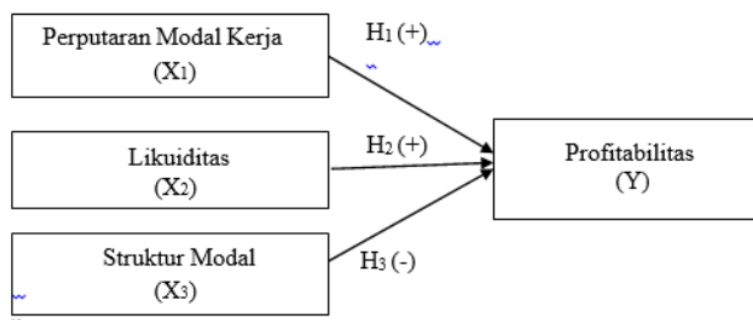 Perputaran Modal Kerja
(X1)
H1 (+)
Likuiditas
(X2)
H2 (+)
Profitabilitas
(Y)
Struktur Modal
(X3)
H3 (-)